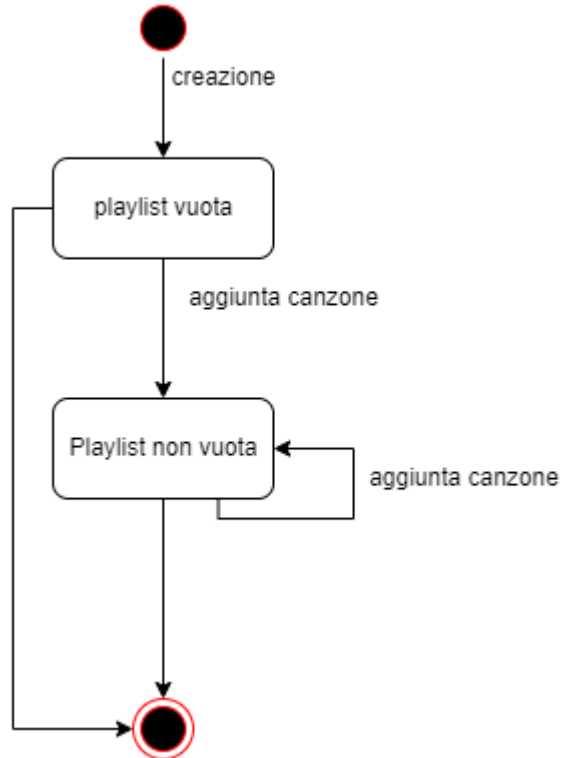 creazione
playlist vuota
aggiunta canzone
Playlist non vuota
aggiunta canzone